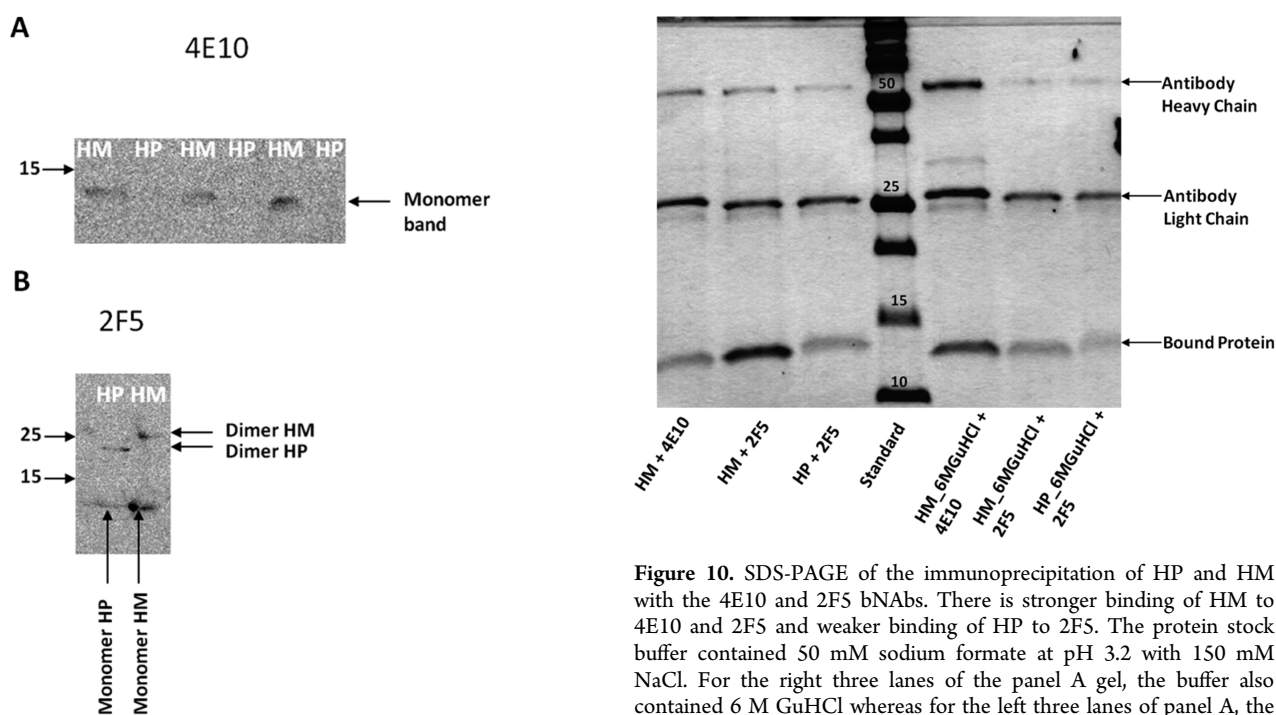 A
4E10
HM HP HM HP HM HP
15
Monomer
band
B
2F5
HP HM
25
Dimer HM
Dimer HP
15
Monomer HP
Monomer HM
50
Antibody
Heavy Chain
25
Antibody
Light Chain
15
Bound Protein
10
HM + 4E10
HM + 2F5
HP + 2F5
Standard
HM_6MGuHCl +
4E10
HM_6MGuHCl +
2F5
HP_6MGuHCl +
2F5
Figure 10. SDS-PAGE of the immunoprecipitation of HP and HM
with the 4E10 and 2F5 bNAbs. There is stronger binding of HM to
4E10 and 2F5 and weaker binding of HP to 2F5. The protein stock
buffer contained 50 mM sodium formate at pH 3.2 with 150 mM
NaCl. For the right three lanes of the panel A gel, the buffer also
contained 6 M GuHCl whereas for the left three lanes of panel A, the